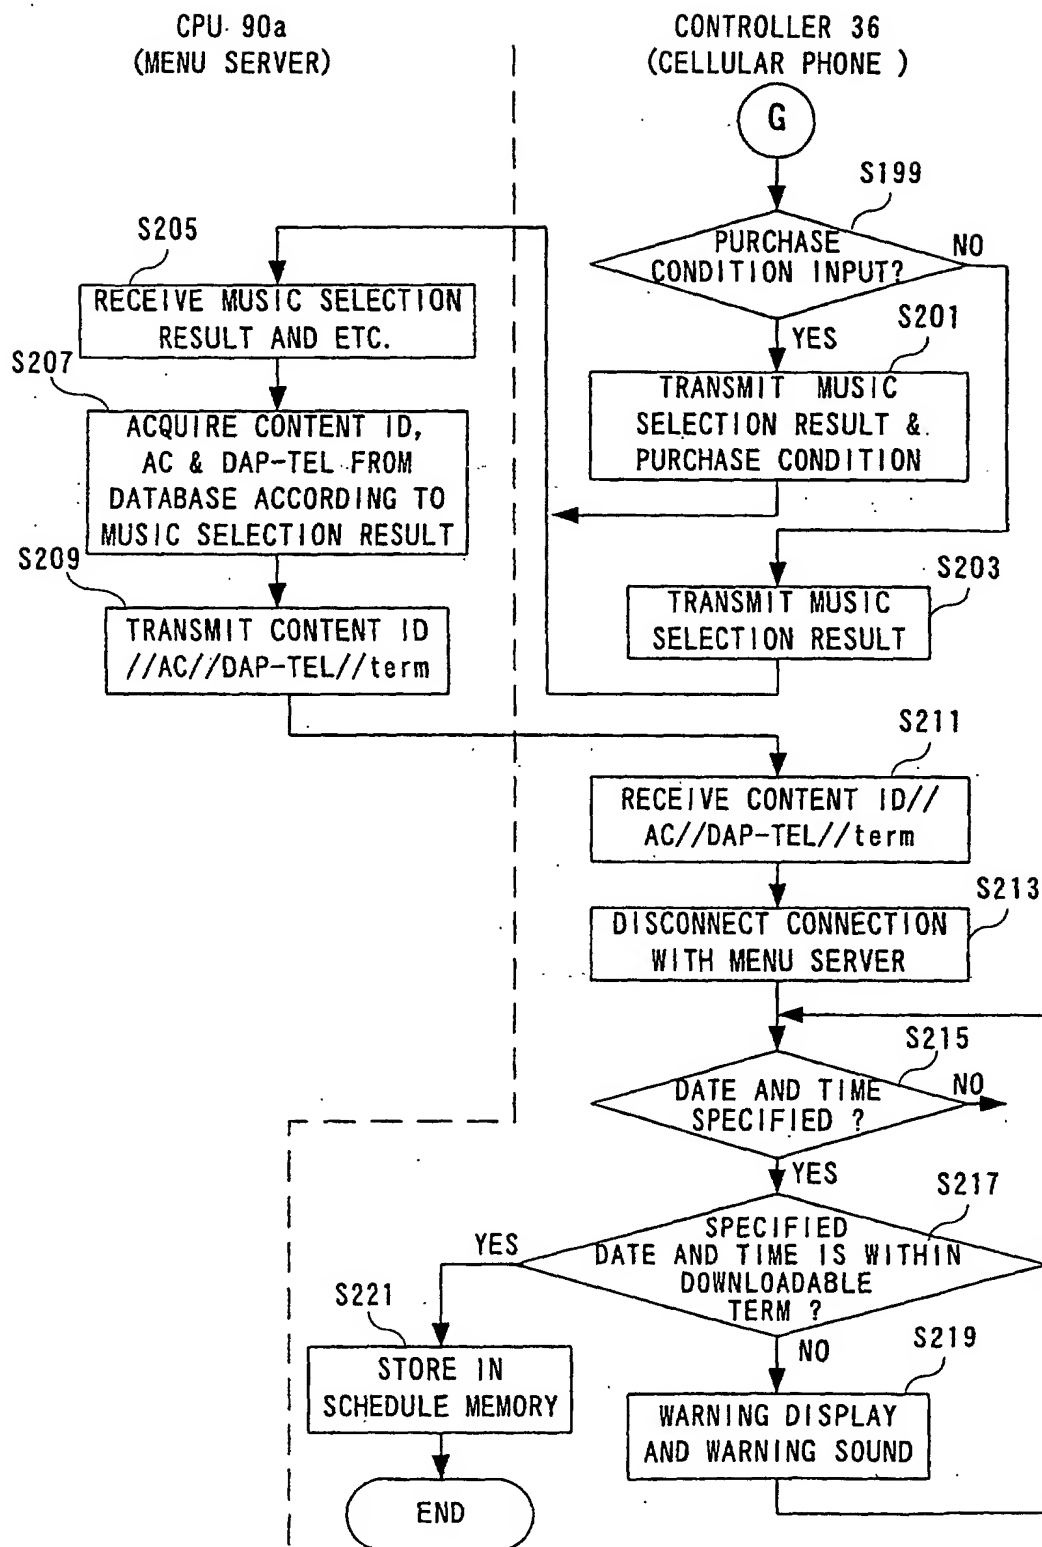 CPU 90a
(MENU SERVER)
CONTROLLER 36
(CELLULAR PHONE )
G
S199
PURCHASE
CONDITION INPUT?
NO
YES
S201
TRANSMIT MUSIC
SELECTION RESULT &
PURCHASE CONDITION
S203
TRANSMIT MUSIC
SELECTION RESULT
S205
RECEIVE MUSIC SELECTION
RESULT AND ETC.
S207
ACQUIRE CONTENT ID,
AC & DAP-TEL FROM
DATABASE ACCORDING TO
MUSIC SELECTION RESULT
S209
TRANSMIT CONTENT ID
//AC//DAP-TEL//term
S211
RECEIVE CONTENT ID//
AC//DAP-TEL//term
S213
DISCONNECT CONNECTION
WITH MENU SERVER
S215
DATE AND TIME
SPECIFIED ?
NO
YES
S217
SPECIFIED
DATE AND TIME IS WITHIN
DOWNLOADABLE
TERM ?
YES
NO
S219
WARNING DISPLAY
AND WARNING SOUND
S221
STORE IN
SCHEDULE MEMORY
END